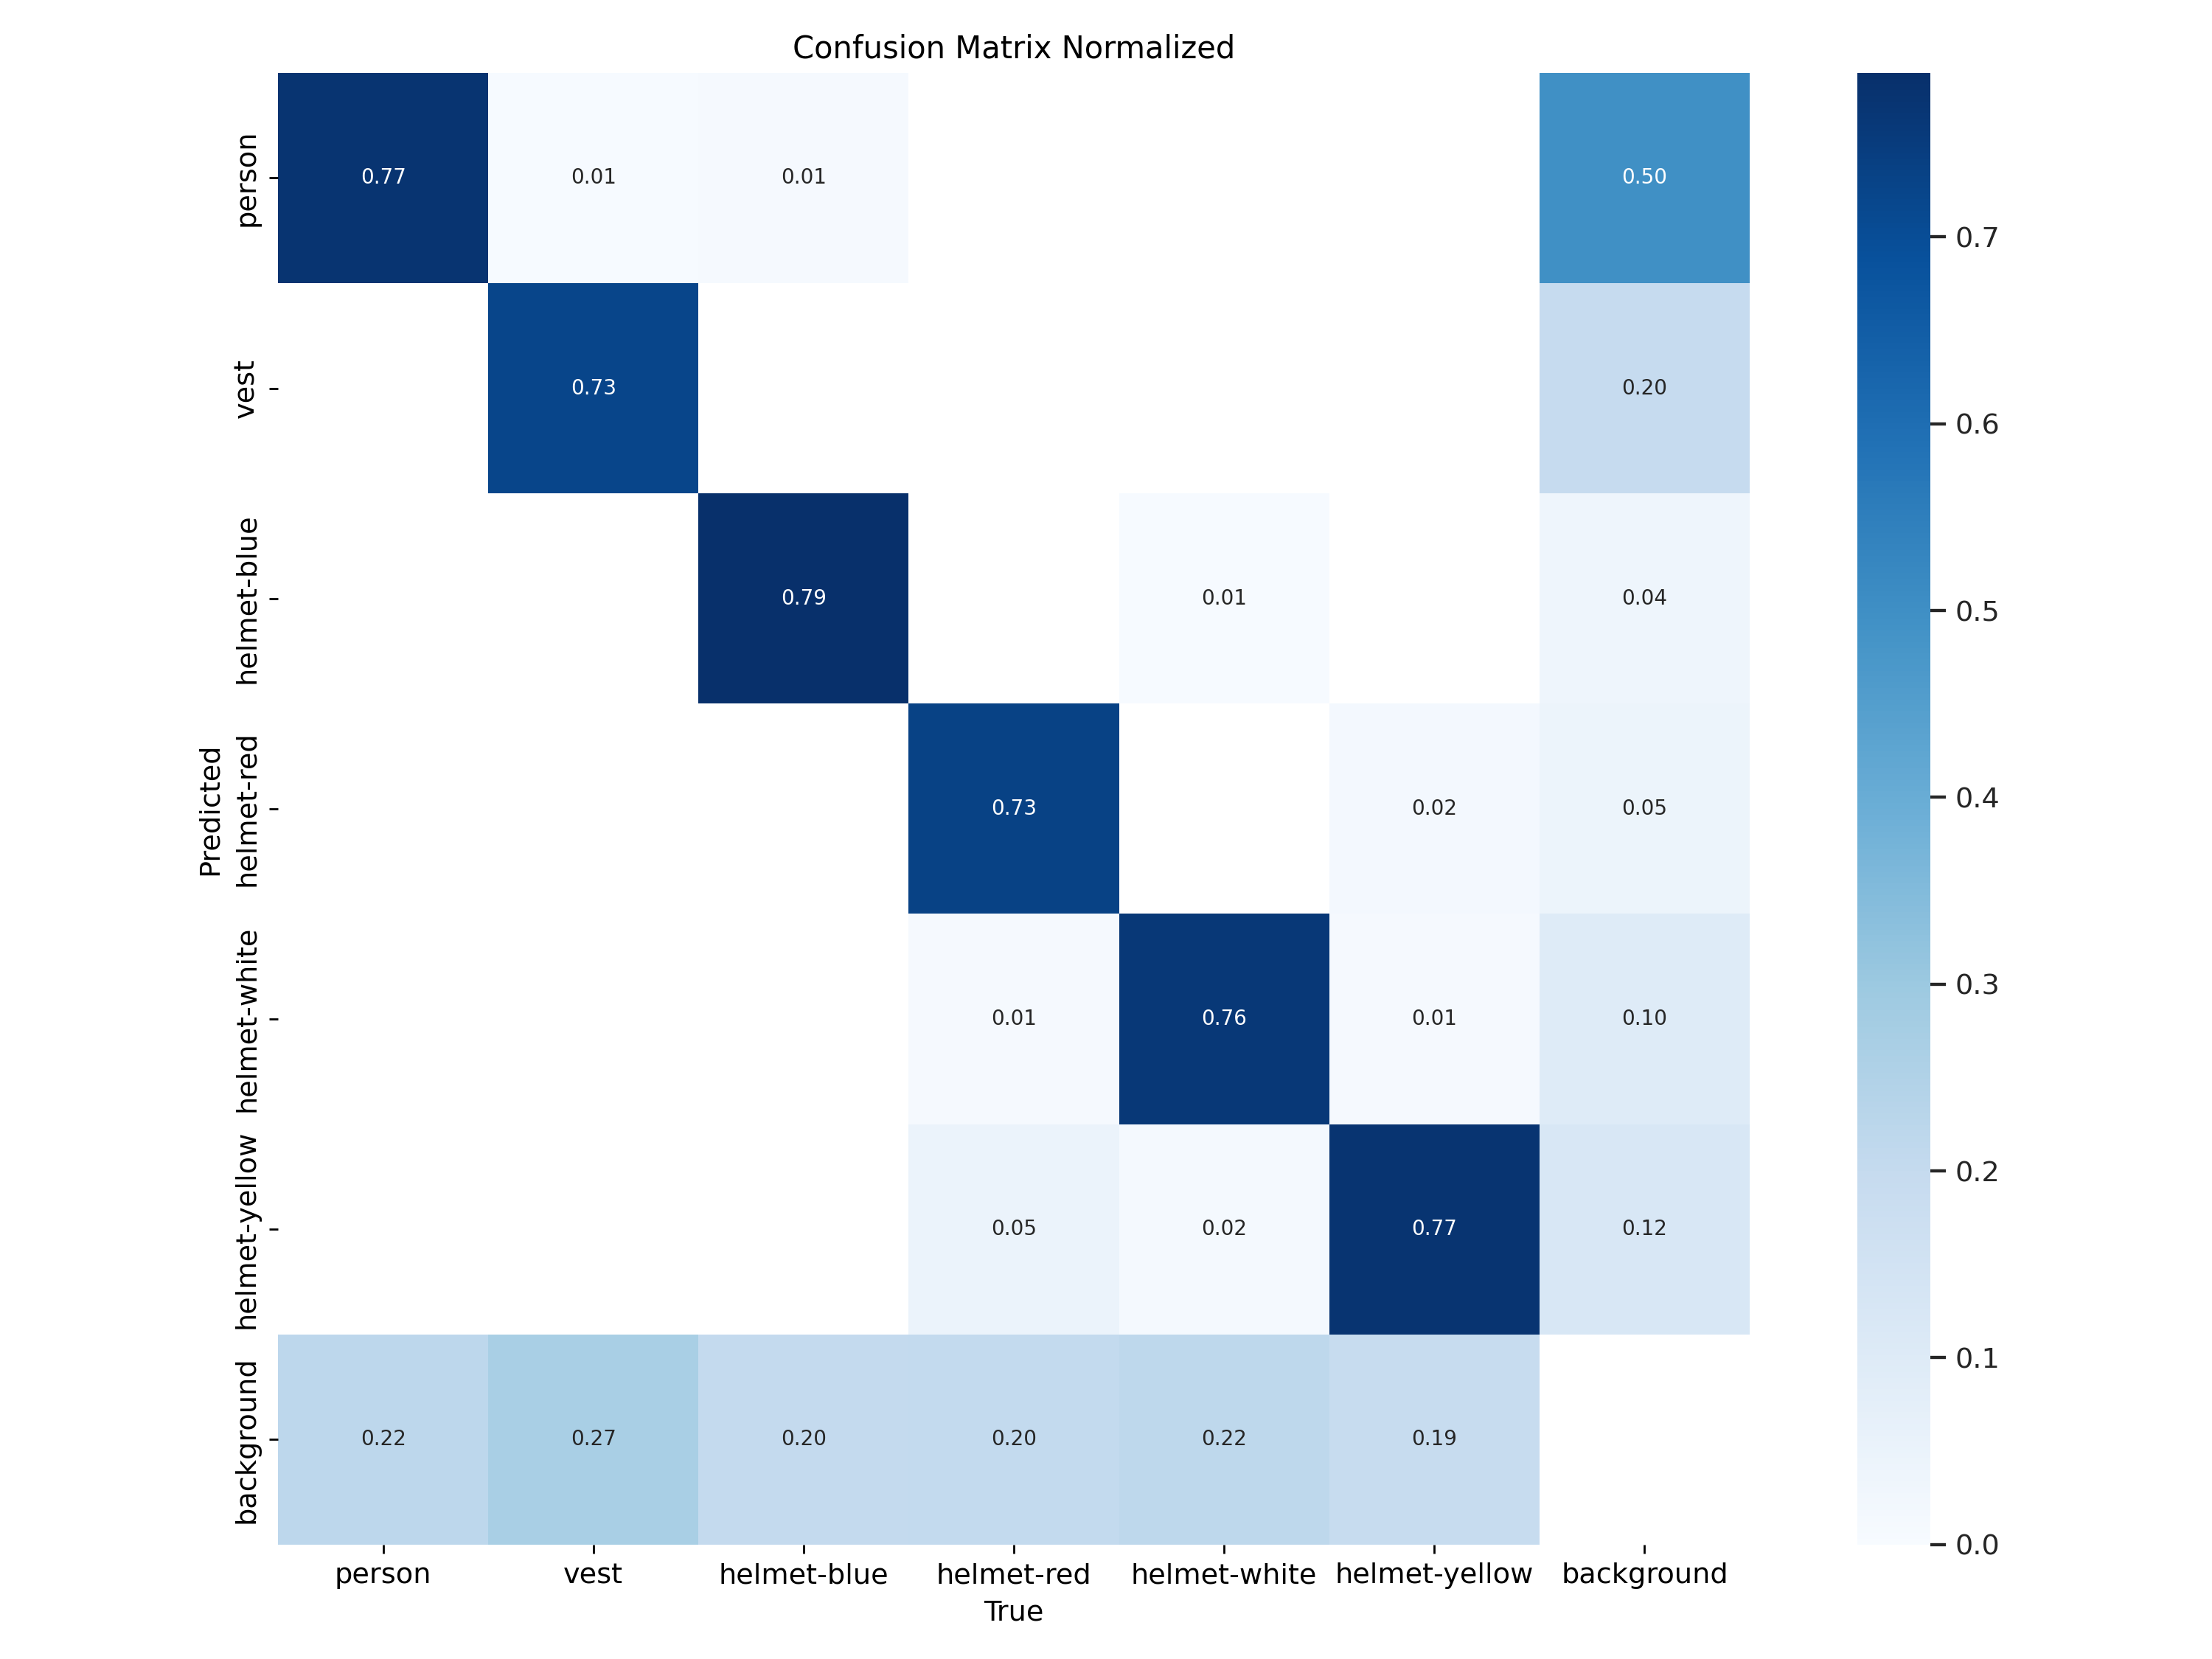 Confusion Matrix Normalized
person
0.77
0.01
0.01
0.50
vest
0.73
0.20
helmet-blue
0.79
0.01
0.04
Predicted
helmet-red
0.73
0.02
0.05
helmet-white
0.01
0.76
0.01
0.10
helmet-yellow
0.05
0.02
0.77
0.12
background
0.22
0.27
0.20
0.20
0.22
0.19
person
vest
helmet-blue
helmet-red
helmet-white
helmet-yellow
background
True
0.7
0.6
0.5
0.4
0.3
0.2
0.1
0.0